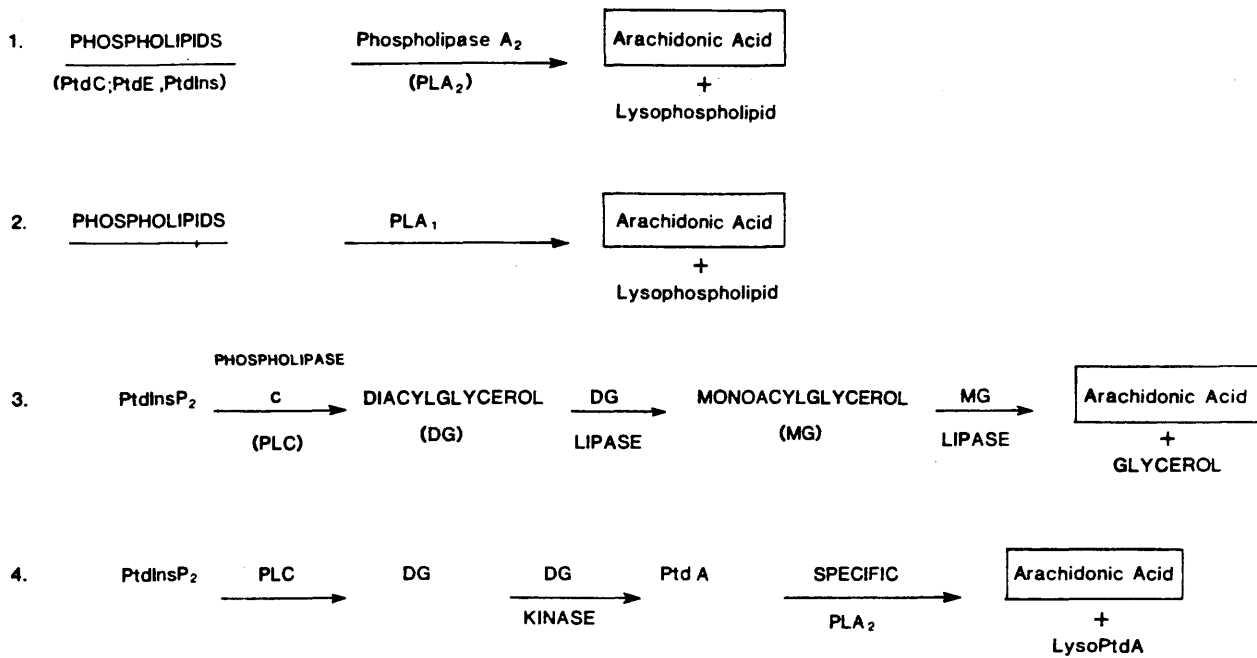 1. PHOSPHOLIPIDS Phospholipase A₂ Arachidonic Acid
(PtdC;PtdE,PtdIns) (PLA₂) +
Lysophospholipid
2. PHOSPHOLIPIDS PLA₁ Arachidonic Acid
+
Lysophospholipid
PHOSPHOLIPASE
3. PtdInsP₂ C DIACYLGLYCEROL DG MONOACYLGLYCEROL MG Arachidonic Acid
(PLC) (DG) LIPASE (MG) LIPASE +
GLYCEROL
4. PtdInsP₂ PLC DG DG Ptd A SPECIFIC Arachidonic Acid
KINASE PLA₂ +
LysoPtdA